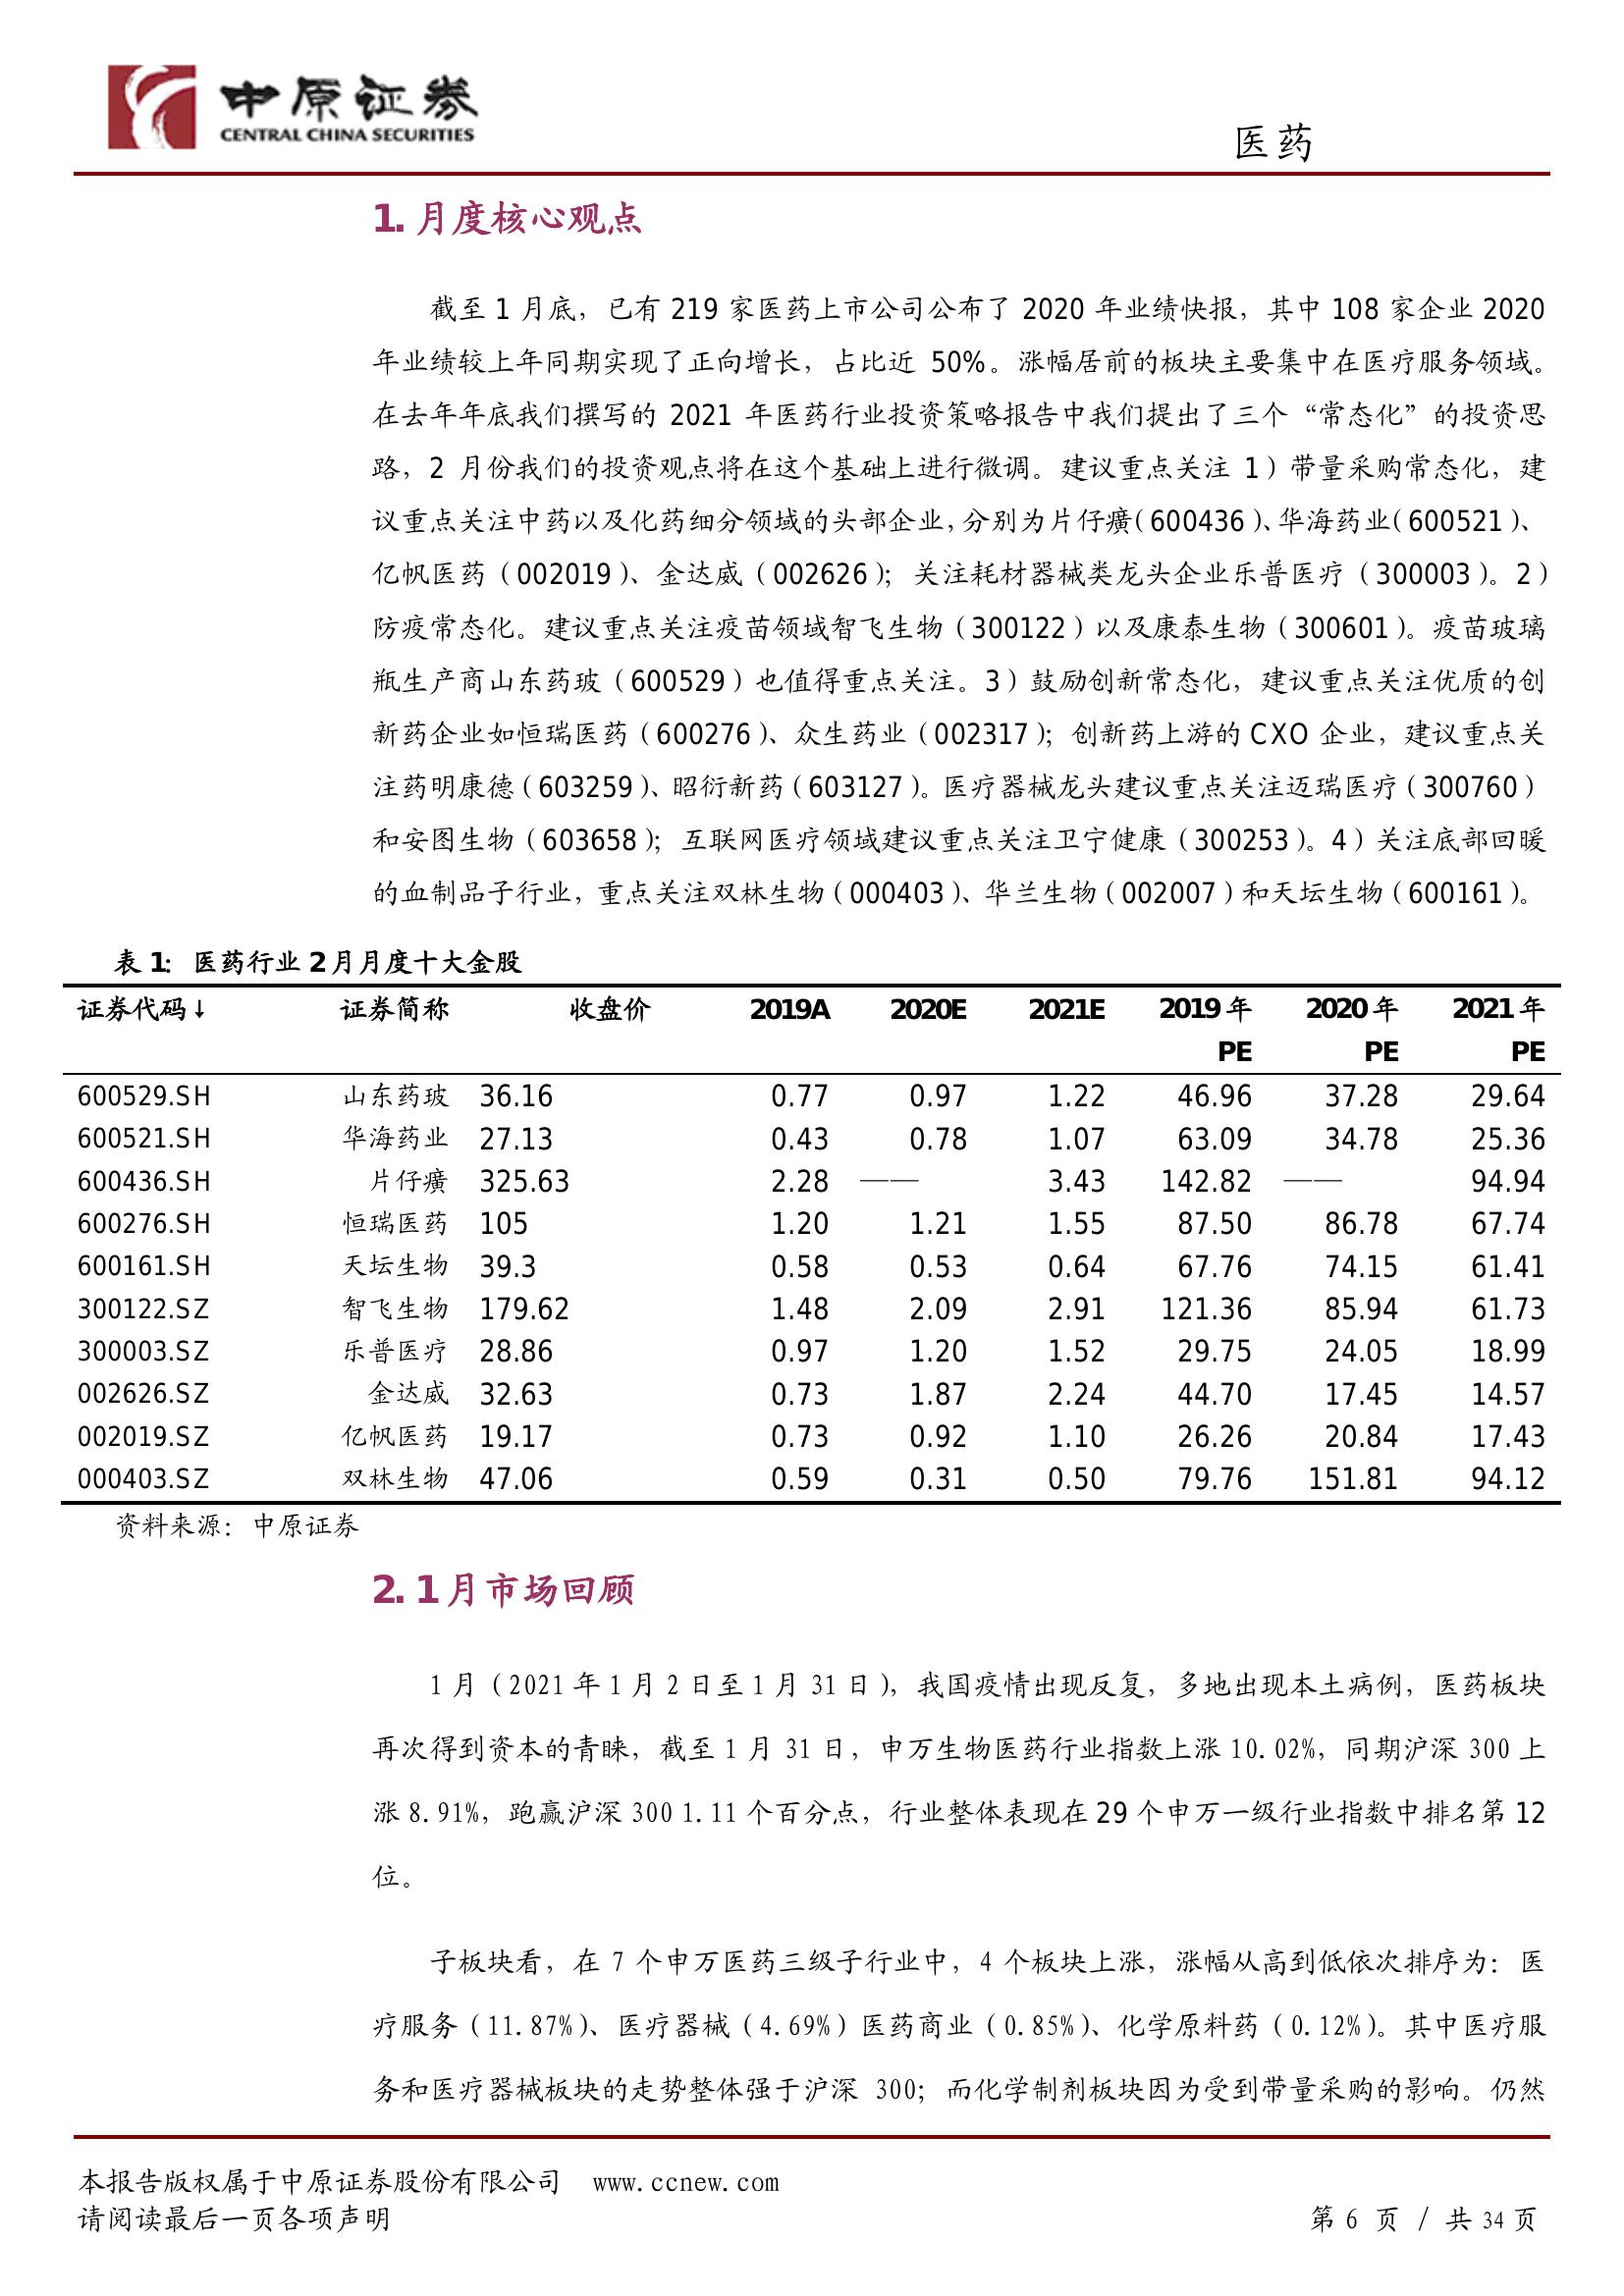 中原证券
CENTRAL CHINA SECURITIES
医药
1. 月度核心观点
截至 1 月底，已有 219 家医药上市公司公布了 2020 年业绩快报，其中 108 家企业 2020
年业绩较上年同期实现了正向增长，占比近 50%。涨幅居前的板块主要集中在医疗服务领域。
在去年年底我们撰写的 2021 年医药行业投资策略报告中我们提出了三个“常态化”的投资思
路，2 月份我们的投资观点将在这个基础上进行微调。建议重点关注 1）带量采购常态化，建
议重点关注中药以及化药细分领域的头部企业，分别为片仔癀（600436）、华海药业（600521）、
亿帆医药（002019）、金达威（002626）；关注耗材器械类龙头企业乐普医疗（300003）。2）
防疫常态化。建议重点关注疫苗领域智飞生物（300122）以及康泰生物（300601）。疫苗玻璃
瓶生产商山东药玻（600529）也值得重点关注。3）鼓励创新常态化，建议重点关注优质的创
新药企业如恒瑞医药（600276）、众生药业（002317）；创新药上游的 CXO 企业，建议重点关
注药明康德（603259）、昭衍新药（603127）。医疗器械龙头建议重点关注迈瑞医疗（300760）
和安图生物（603658）；互联网医疗领域建议重点关注卫宁健康（300253）。4）关注底部回暖
的血制品子行业，重点关注双林生物（000403）、华兰生物（002007）和天坛生物（600161）。
表 1： 医药行业 2 月月度十大金股
证券代码↓ 证券简称 收盘价 2019A 2020E 2021E 2019 年 2020 年 2021 年
PE PE PE
600529.SH 山东药玻 36.16 0.77 0.97 1.22 46.96 37.28 29.64
600521.SH 华海药业 27.13 0.43 0.78 1.07 63.09 34.78 25.36
600436.SH 片仔癀 325.63 2.28 —— 3.43 142.82 —— 94.94
600276.SH 恒瑞医药 105 1.20 1.21 1.55 87.50 86.78 67.74
600161.SH 天坛生物 39.3 0.58 0.53 0.64 67.76 74.15 61.41
300122.SZ 智飞生物 179.62 1.48 2.09 2.91 121.36 85.94 61.73
300003.SZ 乐普医疗 28.86 0.97 1.20 1.52 29.75 24.05 18.99
002626.SZ 金达威 32.63 0.73 1.87 2.24 44.70 17.45 14.57
002019.SZ 亿帆医药 19.17 0.73 0.92 1.10 26.26 20.84 17.43
000403.SZ 双林生物 47.06 0.59 0.31 0.50 79.76 151.81 94.12
资料来源：中原证券
2. 1 月市场回顾
1 月（2021 年 1 月 2 日至 1 月 31 日），我国疫情出现反复，多地出现本土病例，医药板块
再次得到资本的青睐，截至 1 月 31 日，申万生物医药行业指数上涨 10.02%，同期沪深 300 上
涨 8.91%，跑赢沪深 300 1.11 个百分点，行业整体表现在 29 个申万一级行业指数中排名第 12
位。
子板块看，在 7 个申万医药三级子行业中，4 个板块上涨，涨幅从高到低依次排序为：医
疗服务（11.87%）、医疗器械（4.69%）医药商业（0.85%）、化学原料药（0.12%）。其中医疗服
务和医疗器械板块的走势整体强于沪深 300；而化学制剂板块因为受到带量采购的影响。仍然
本报告版权属于中原证券股份有限公司 www.ccnew.com
请阅读最后一页各项声明 第 6 页 / 共 34 页